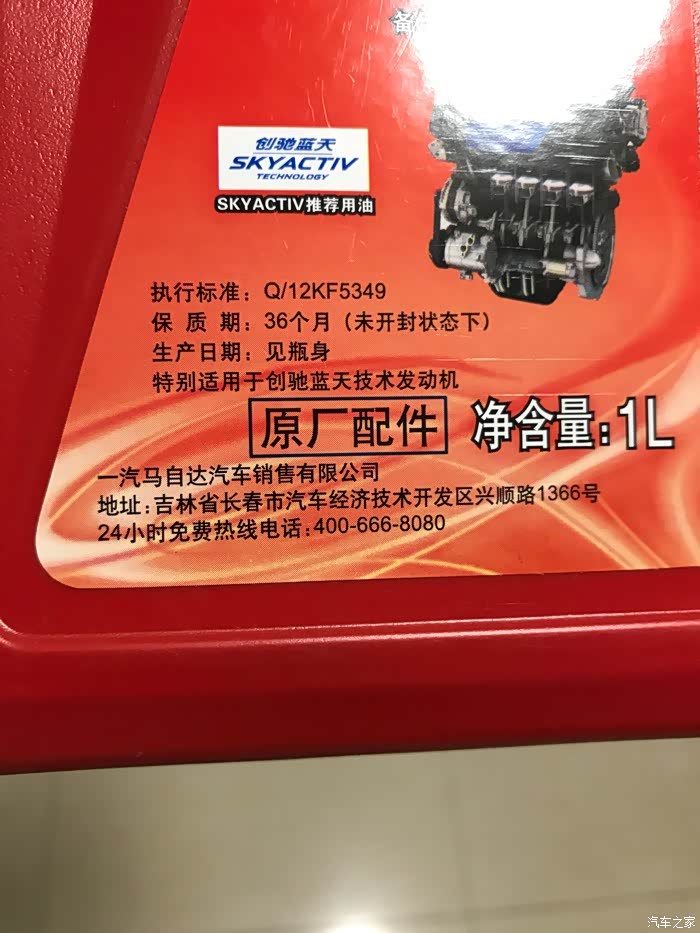 创驰蓝天
SKYACTIV
TECHNOLOGY
SKYACTIV推荐用油
执行标准：Q/12KF5349
保 质 期：36个月（未开封状态下）
生产日期：见瓶身
特别适用于创驰蓝天技术发动机
原厂配件 净含量：1L
一汽马自达汽车销售有限公司
地址：吉林省长春市汽车经济技术开发区兴顺路1366号
24小时免费热线电话：400-666-8080
汽车之家